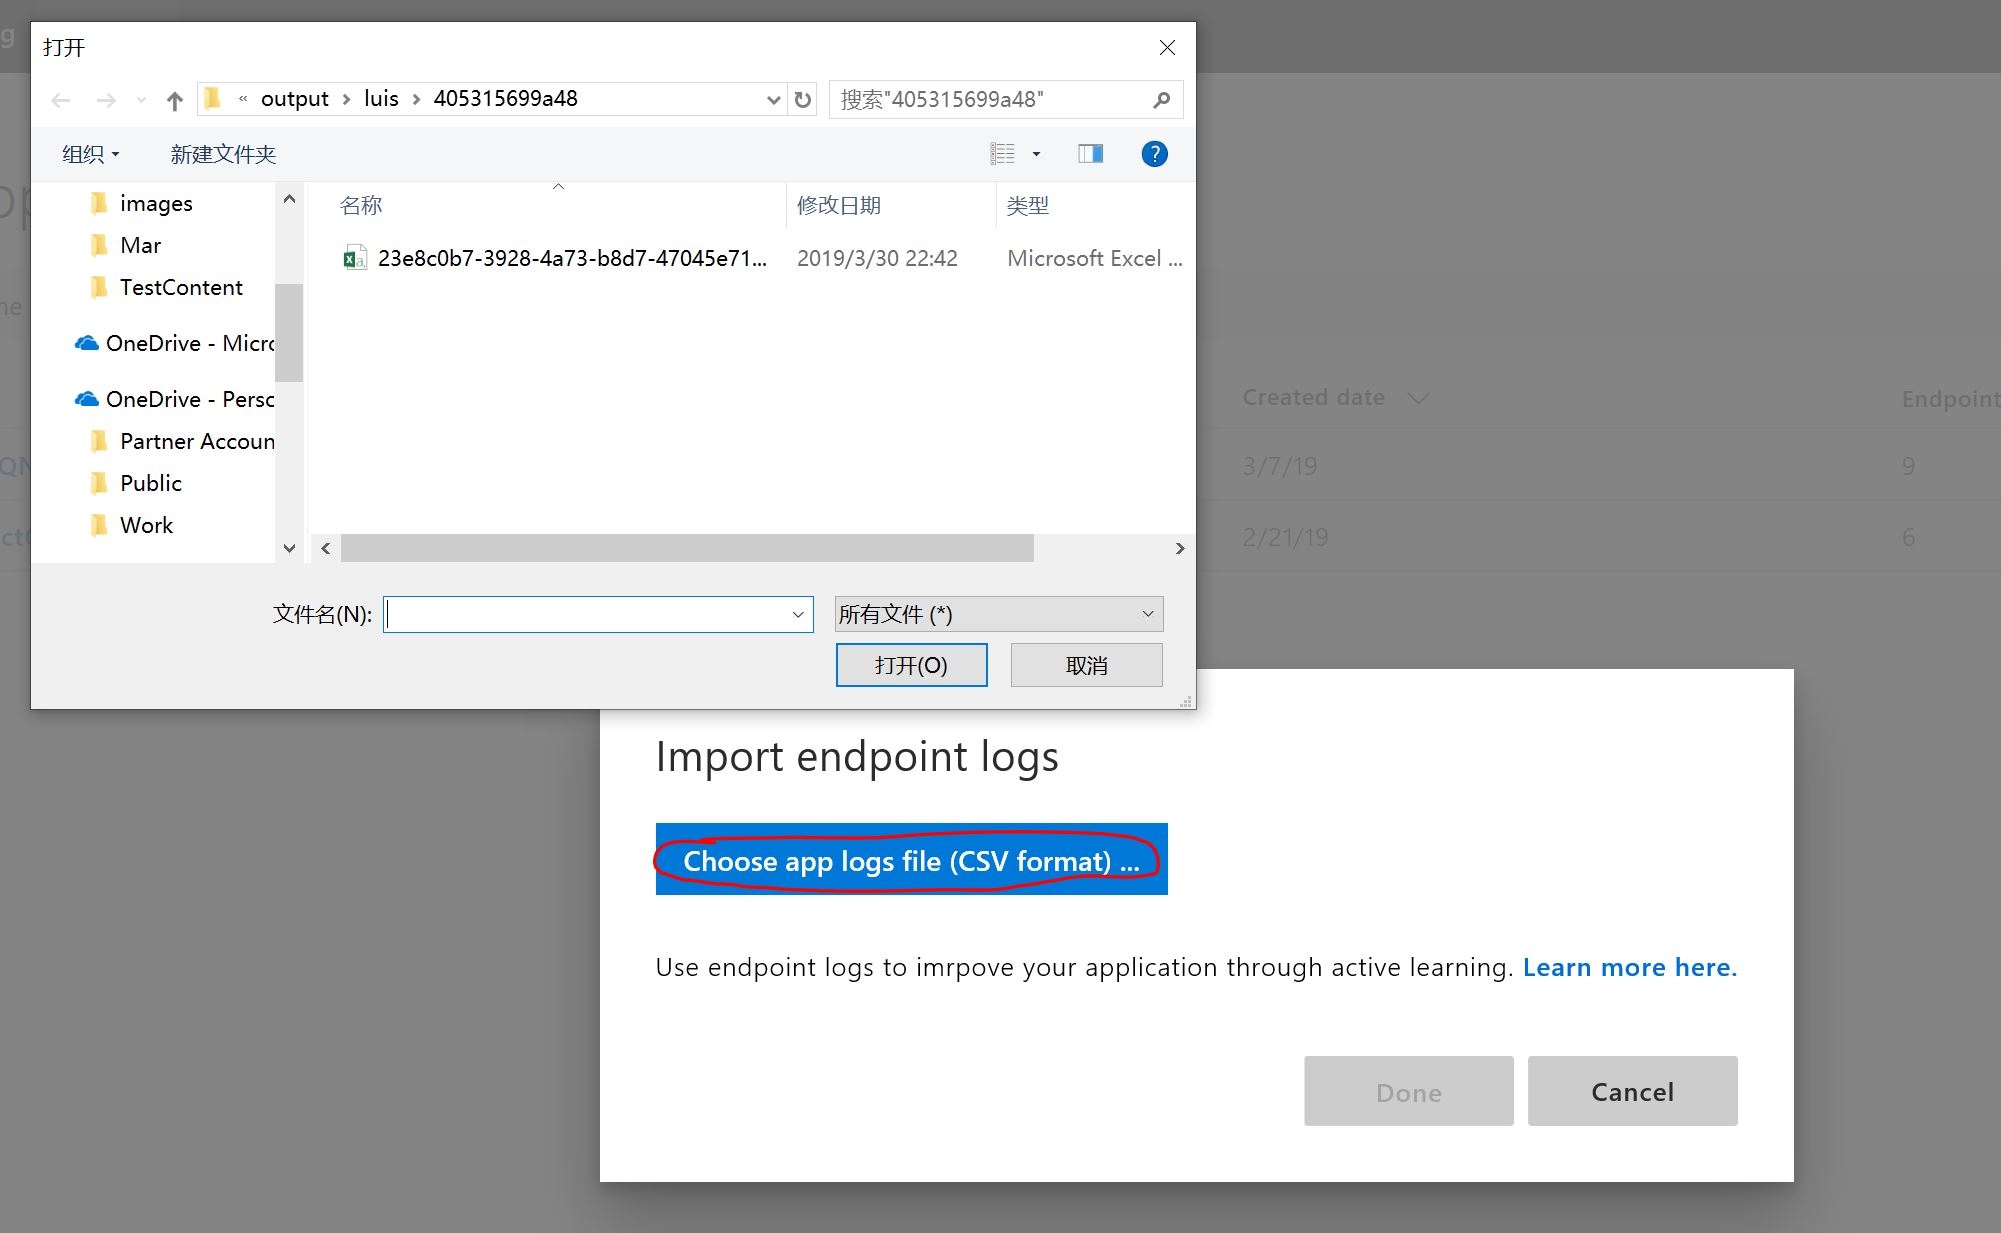 g
打开
« output › luis › 405315699a48
搜索"405315699a48"
组织
新建文件夹
images
Mar
TestContent
OneDrive - Micro
OneDrive - Perso
Partner Accoun
Public
Work
名称 修改日期 类型
23e8c0b7-3928-4a73-b8d7-47045e71... 2019/3/30 22:42 Microsoft Excel ...
文件名(N):
所有文件 (*)
打开(O)
取消
Created date Endpoint
3/7/19 9
2/21/19 6
Import endpoint logs
Choose app logs file (CSV format) ...
Use endpoint logs to imrpove your application through active learning. Learn more here.
Done
Cancel